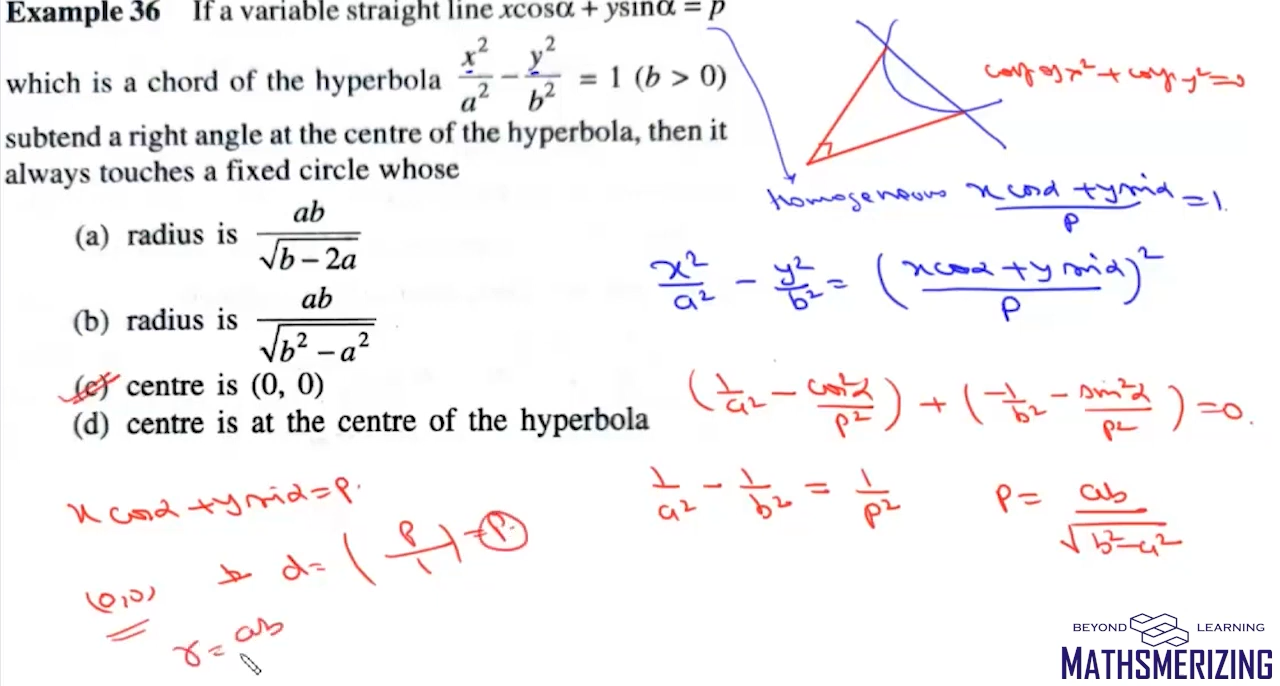 Example 36 If a variable straight line xcosα + ysinα = p
which is a chord of the hyperbola x²/a² − y²/b² = 1 (b > 0)
subtend a right angle at the centre of the hyperbola, then it
always touches a fixed circle whose
(a) radius is ab/√(b − 2a)
(b) radius is ab/√(b² − a²)
(c) centre is (0, 0)
(d) centre is at the centre of the hyperbola
x cosα + y sinα = p.
(0,0)
d = (p/1) = p.
r = ab
coef of x² + coef y² = 0
homogeneous (x cosα + y sinα)/p = 1.
x²/a² − y²/b² = ((x cosα + y sinα)/p)²
(1/a² − cos²α/p²) + (−1/b² − sin²α/p²) = 0.
1/a² − 1/b² = 1/p²
p = ab/√(b² − a²)
BEYOND LEARNING
MATHSMERIZING